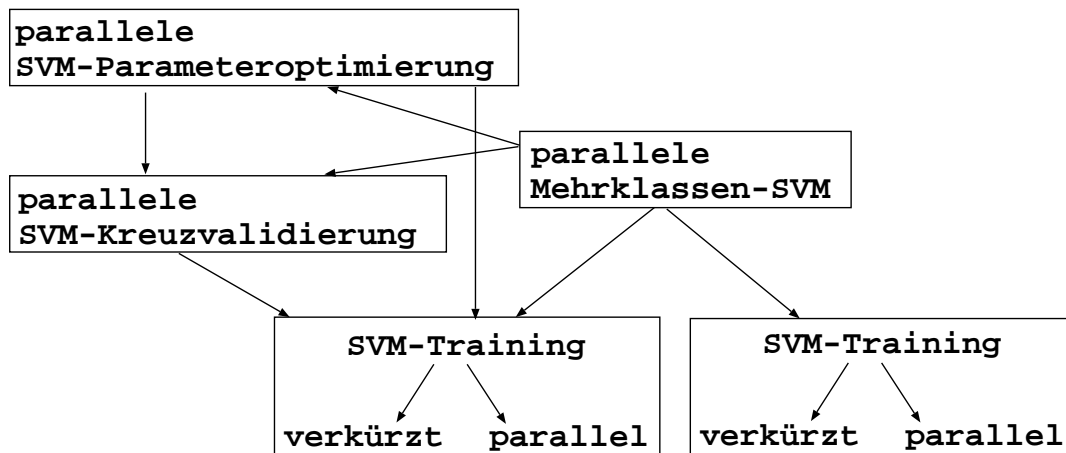 parallele
SVM-Parameteroptimierung
parallele
Mehrklassen-SVM
parallele
SVM-Kreuzvalidierung
SVM-Training
verkürzt parallel
SVM-Training
verkürzt parallel